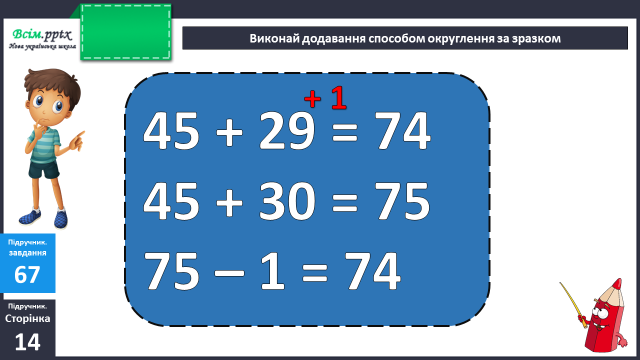 Всім.pptx
Нова українська школа
Виконай додавання способом округлення за зразком
+ 1
45 + 29 = 74
45 + 30 = 75
75 – 1 = 74
Підручник.
завдання
67
Підручник.
Сторінка
14